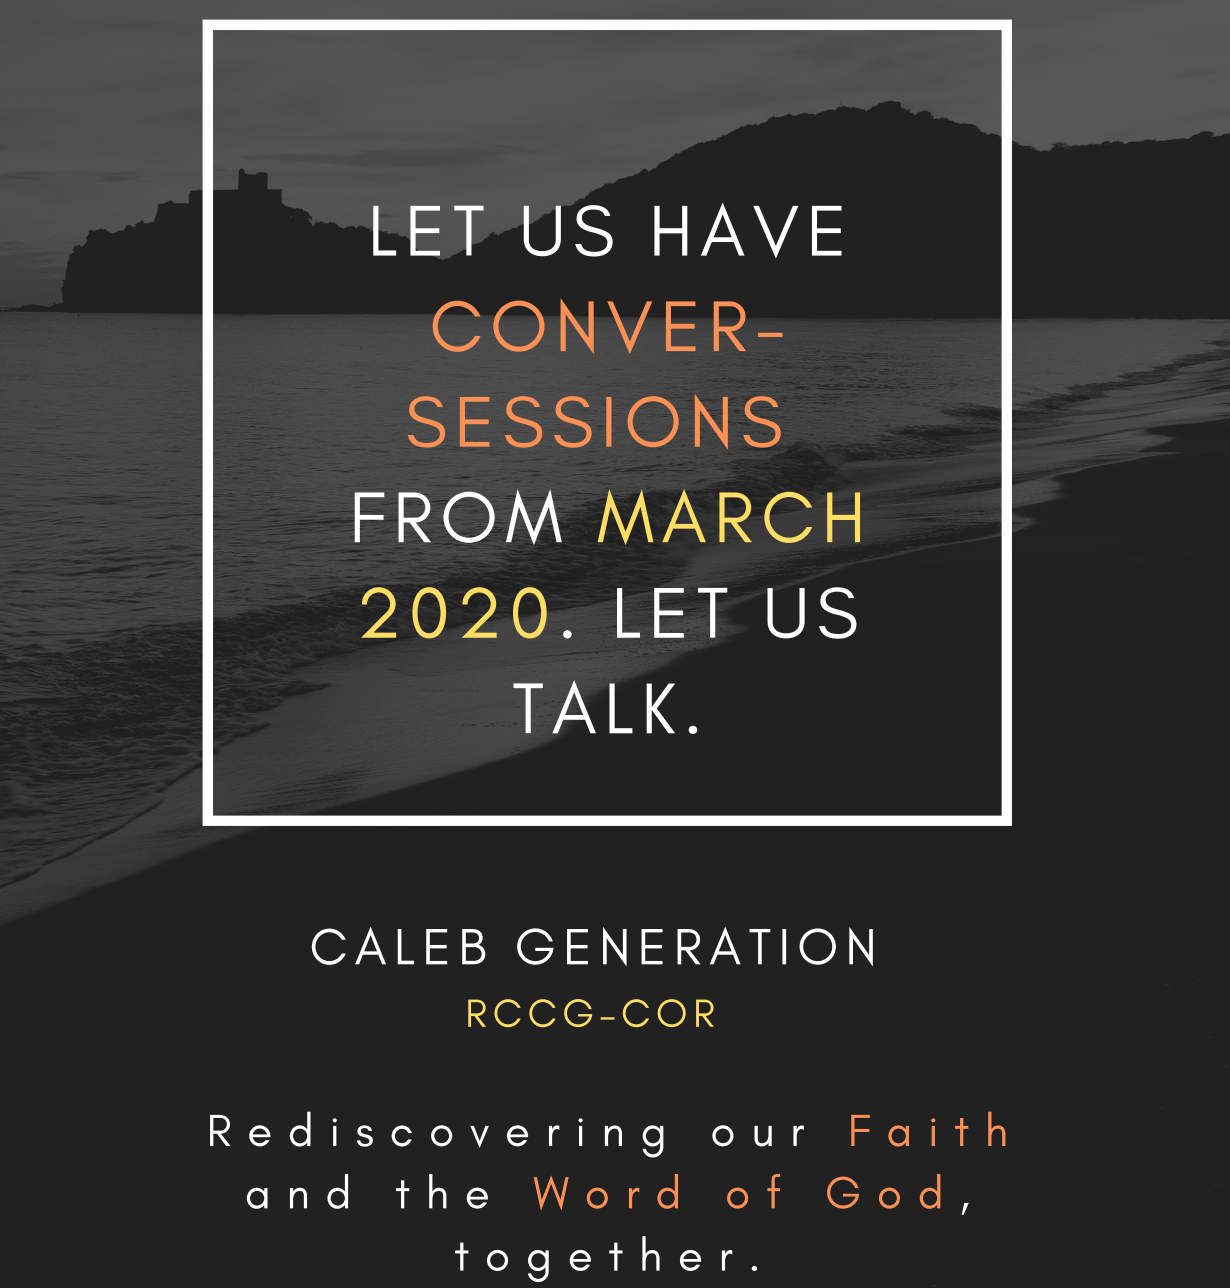 LET US HAVE
CONVER-
SESSIONS
FROM MARCH
2020. LET US
TALK.
CALEB GENERATION
RCCG-COR
Rediscovering our Faith
and the Word of God,
together.